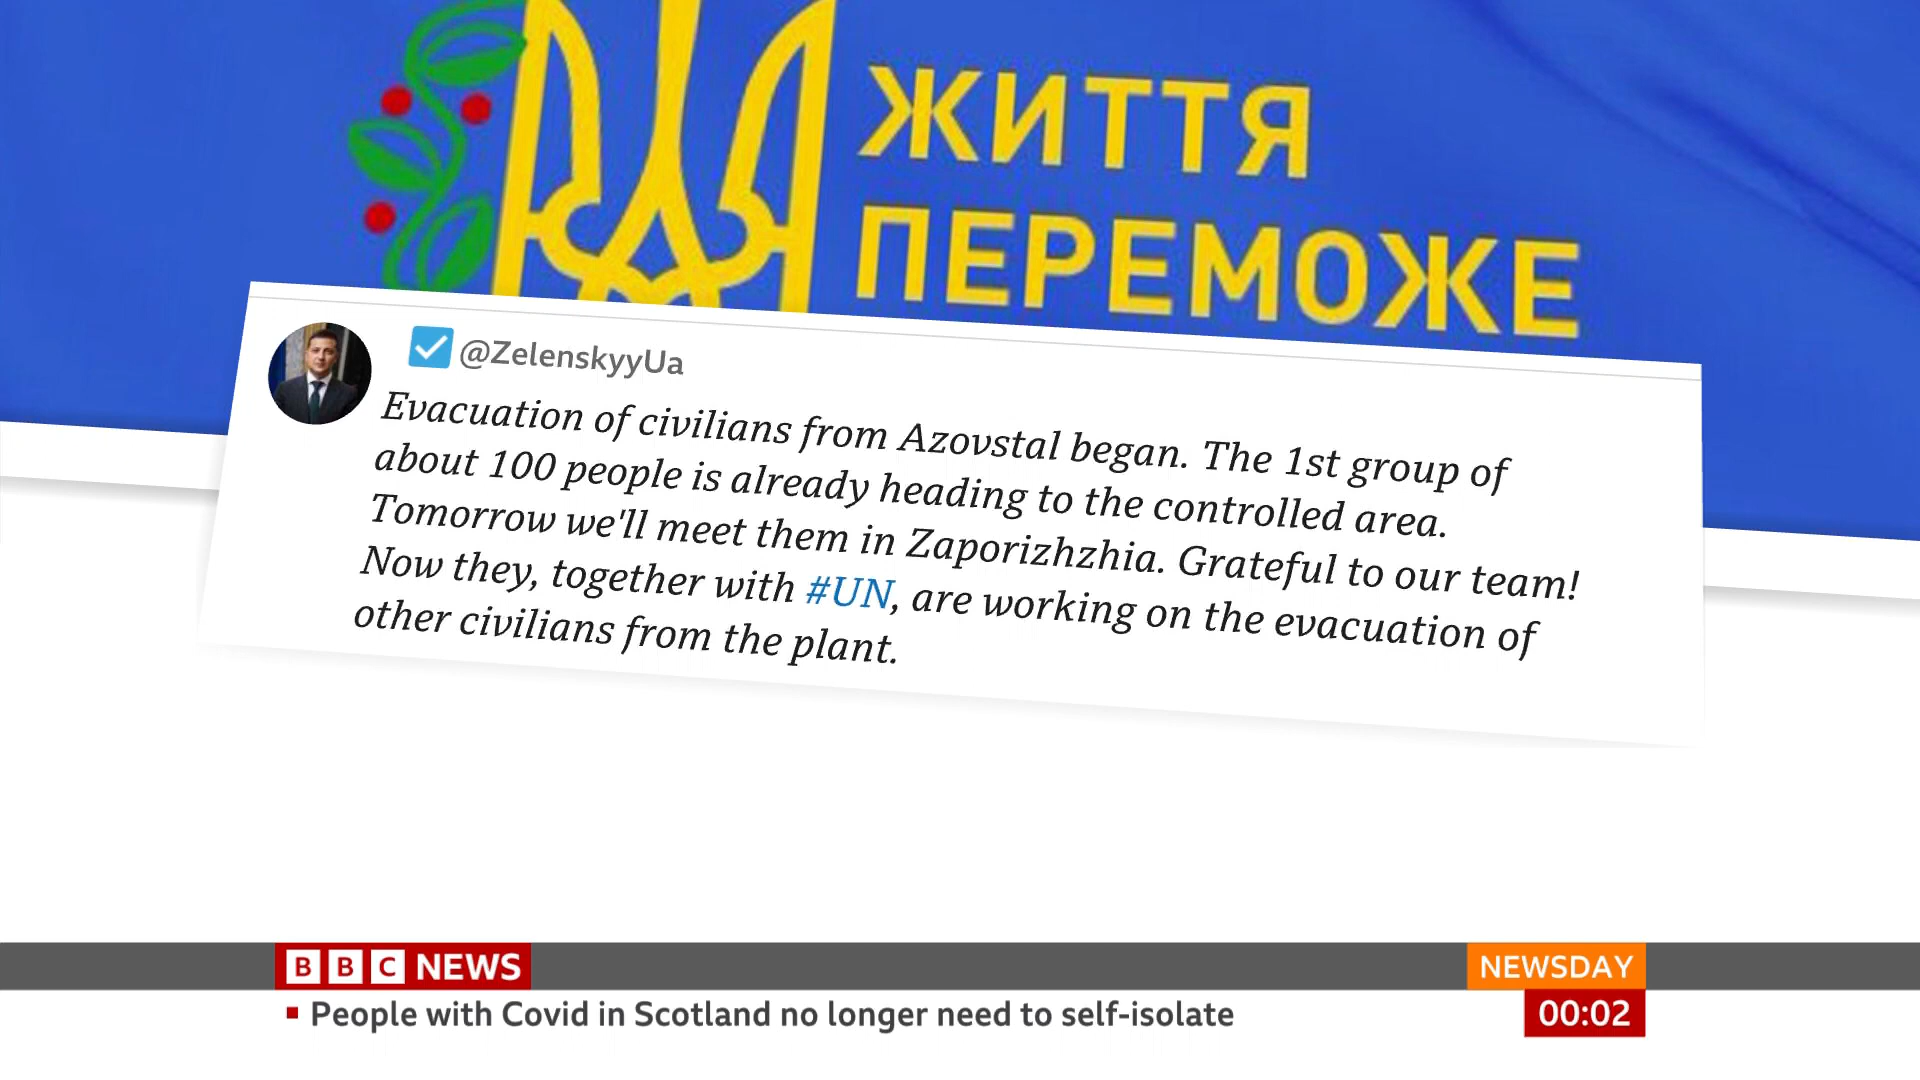 ЖИТТЯ
ПЕРЕМОЖЕ
@ZelenskyyUa
Evacuation of civilians from Azovstal began. The 1st group of
about 100 people is already heading to the controlled area.
Tomorrow we'll meet them in Zaporizhzhia. Grateful to our team!
Now they, together with #UN, are working on the evacuation of
other civilians from the plant.
BBC NEWS
NEWSDAY
People with Covid in Scotland no longer need to self-isolate
00:02